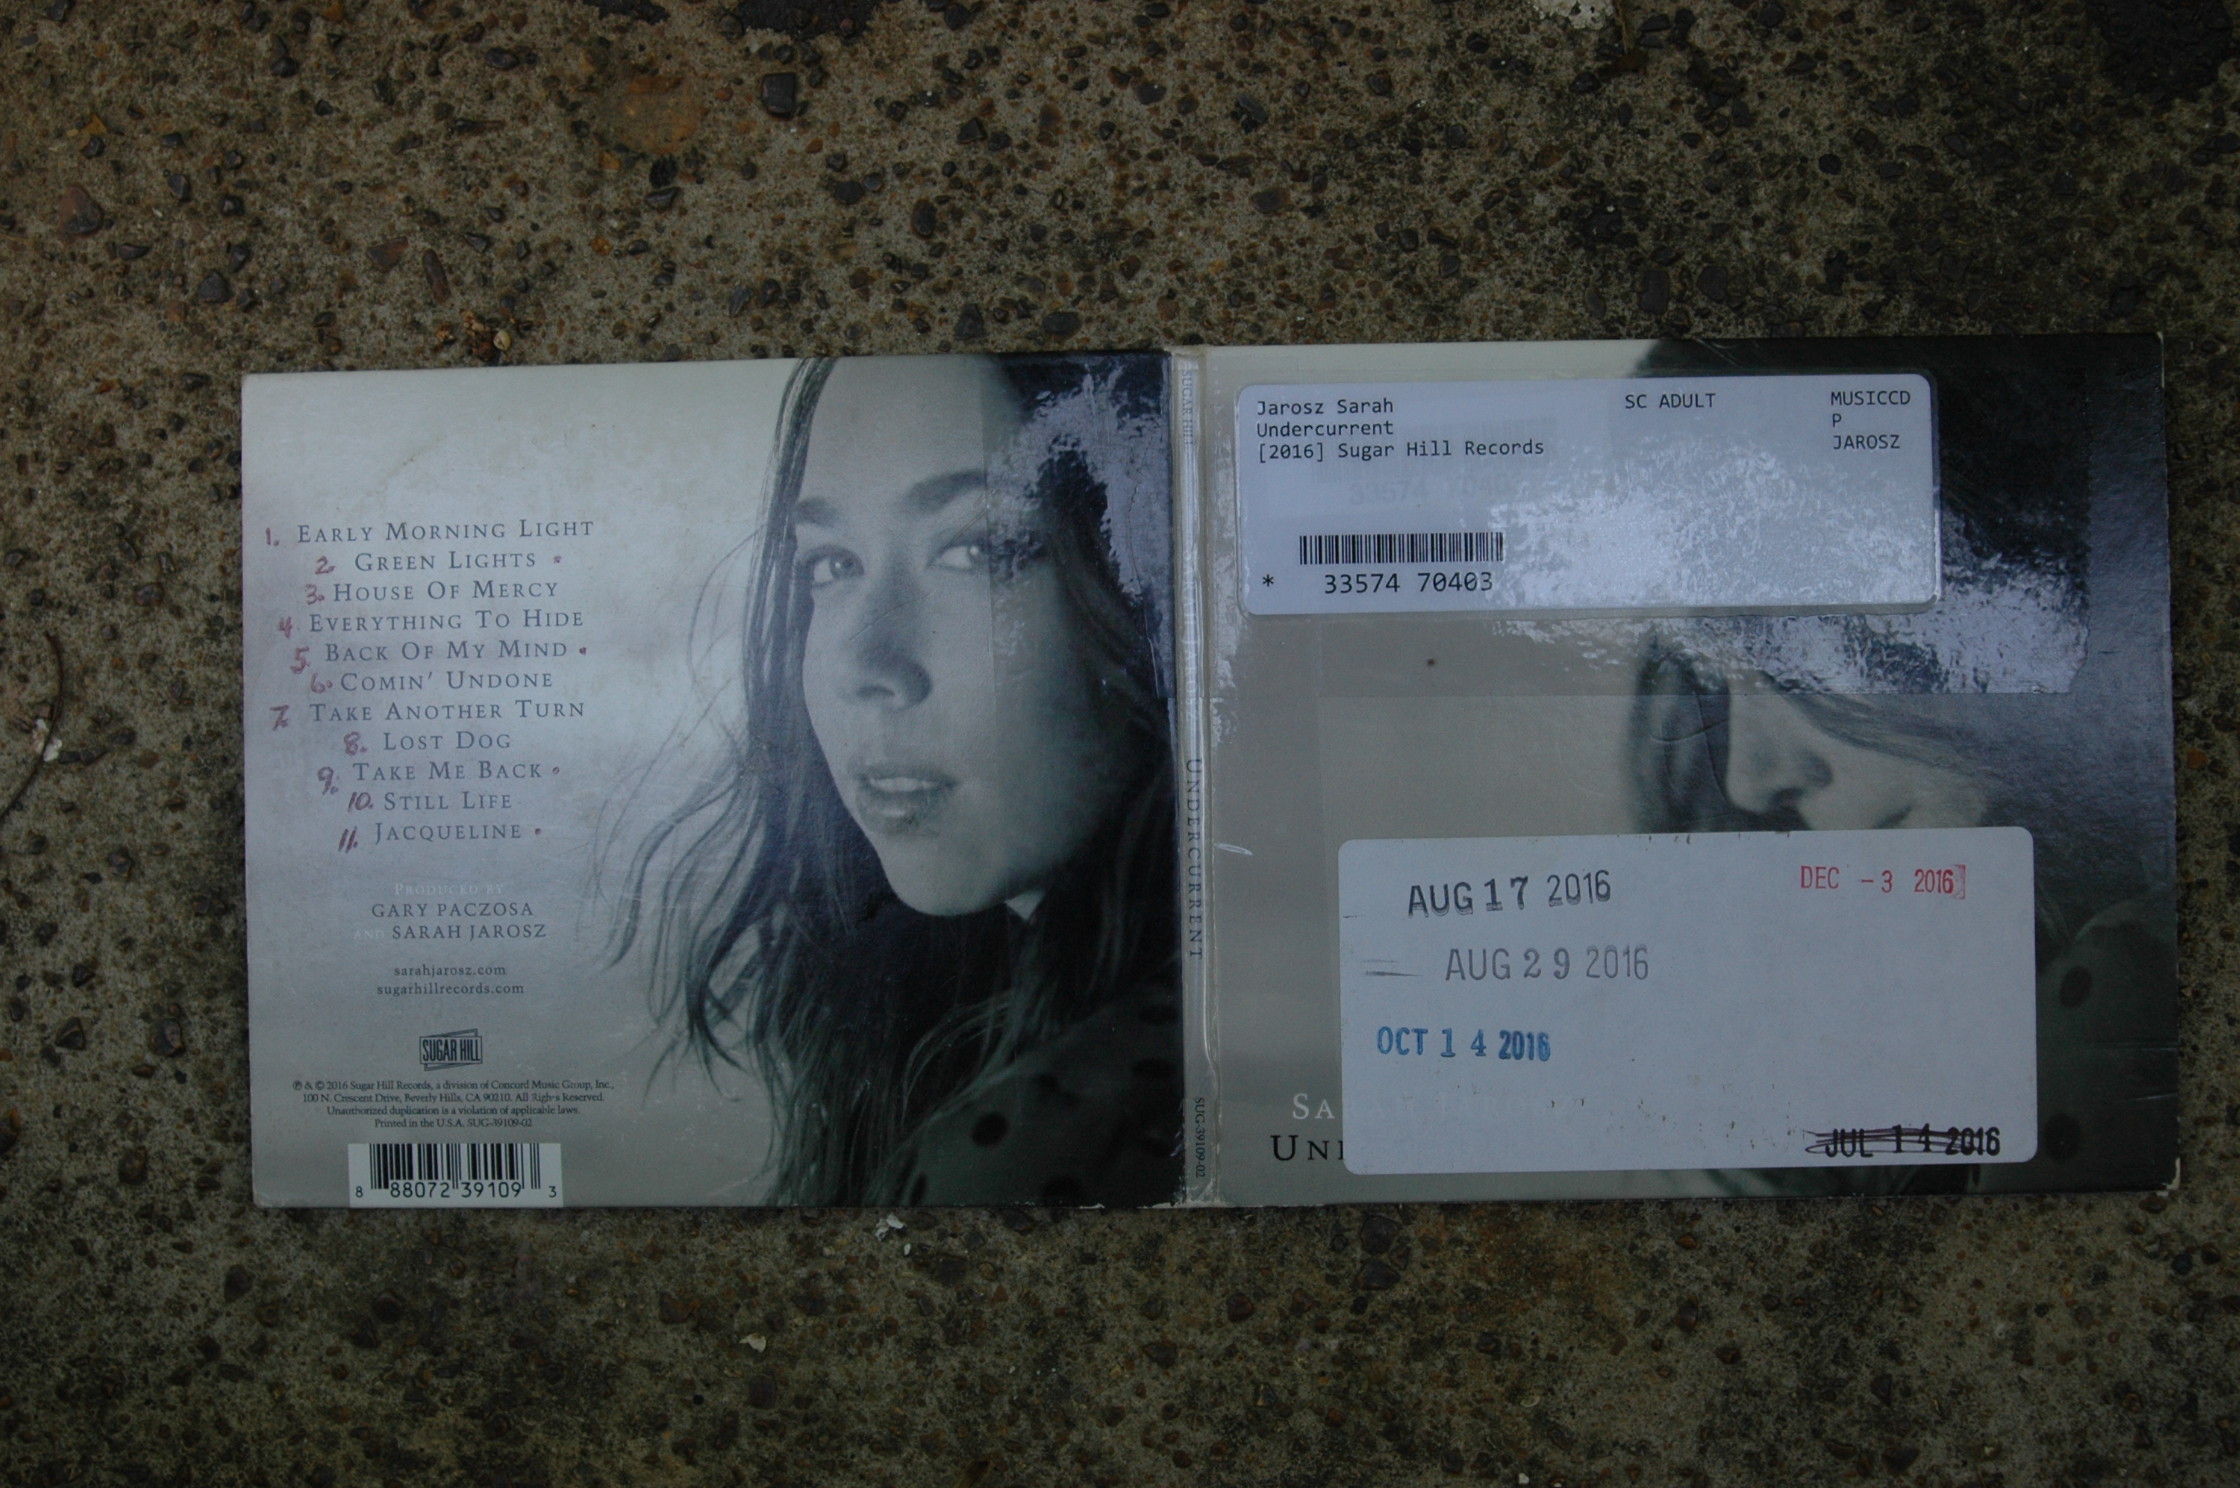 MUSICCD
SC ADULT P
JAROSZ
Jarosz Sarah
Undercurrent
[2016] Sugar Hill Records
* 33574 70403
DEC - 3 2016
AUG 17 2016
AUG 29 2016
OCT 14 2016
JUL 14 2016
SA
UN
SUGAR HILL SARAH JAROSZ UNDERCURRENT SUG-39109-02
1. EARLY MORNING LIGHT
2. GREEN LIGHTS •
3. HOUSE OF MERCY
4. EVERYTHING TO HIDE
5. BACK OF MY MIND •
6. COMIN' UNDONE
7. TAKE ANOTHER TURN
8. LOST DOG
9. TAKE ME BACK •
10. STILL LIFE
11. JACQUELINE •
PRODUCED BY
GARY PACZOSA
AND SARAH JAROSZ
sarahjarosz.com
sugarhillrecords.com
SUGAR HILL
℗ & © 2016 Sugar Hill Records, a division of Concord Music Group, Inc.,
100 N. Crescent Drive, Beverly Hills, CA 90210. All Rights Reserved.
Unauthorized duplication is a violation of applicable laws.
Printed in the U.S.A. SUG-39109-02
8 88072 39109 3